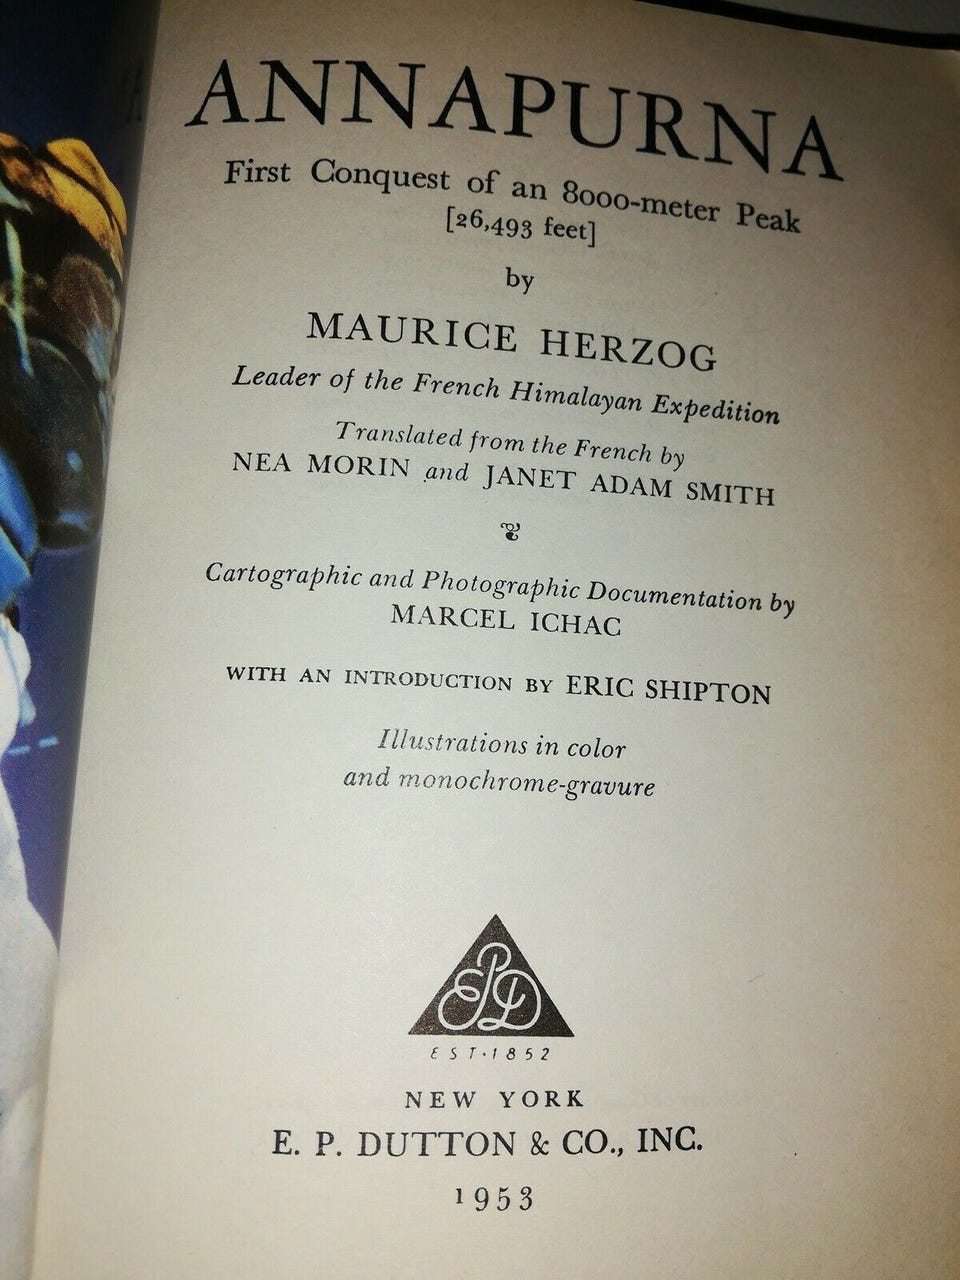 ANNAPURNA
First Conquest of an 8000-meter Peak
[26,493 feet]
by
MAURICE HERZOG
Leader of the French Himalayan Expedition
Translated from the French by
NEA MORIN and JANET ADAM SMITH
Cartographic and Photographic Documentation by
MARCEL ICHAC
WITH AN INTRODUCTION BY ERIC SHIPTON
Illustrations in color
and monochrome-gravure
EPD
EST·1852
NEW YORK
E. P. DUTTON & CO., INC.
1953